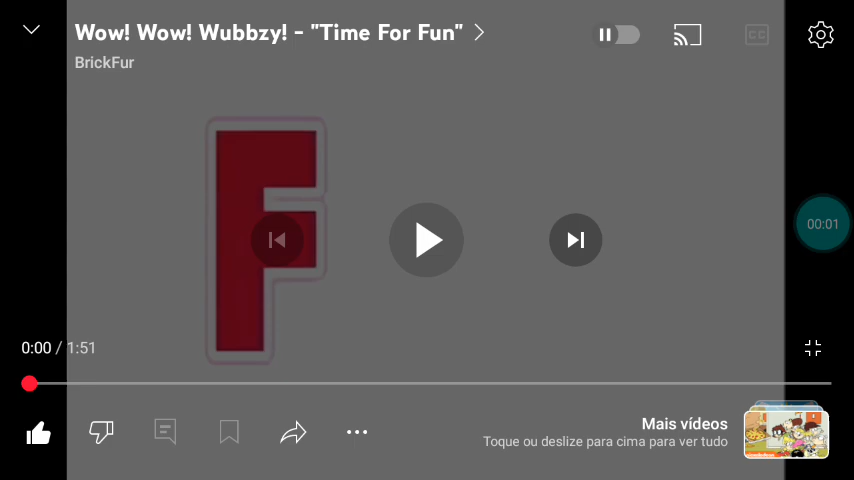 Wow! Wow! Wubbzy! - "Time For Fun"
BrickFur
CC
F
00:01
0:00 / 1:51
Mais vídeos
Toque ou deslize para cima para ver tudo